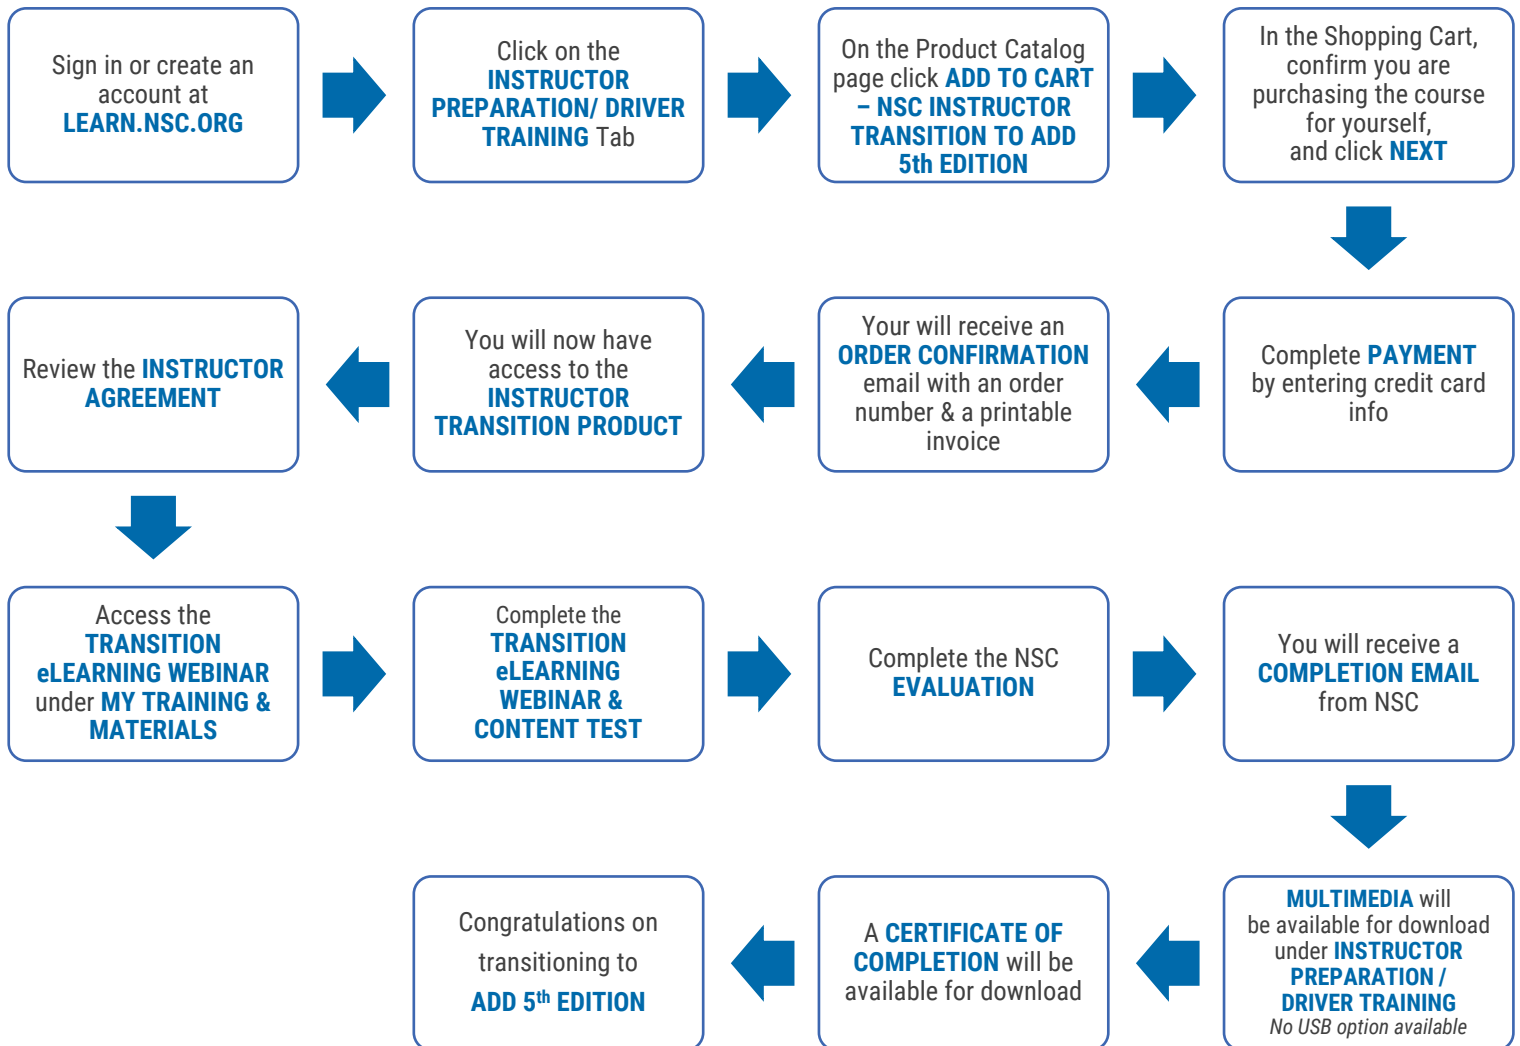 Sign in or create an
account at
LEARN.NSC.ORG
Click on the
INSTRUCTOR
PREPARATION/ DRIVER
TRAINING Tab
On the Product Catalog
page click ADD TO CART
– NSC INSTRUCTOR
TRANSITION TO ADD
5th EDITION
In the Shopping Cart,
confirm you are
purchasing the course
for yourself,
and click NEXT
Complete PAYMENT
by entering credit card
info
Your will receive an
ORDER CONFIRMATION
email with an order
number & a printable
invoice
You will now have
access to the
INSTRUCTOR
TRANSITION PRODUCT
Review the INSTRUCTOR
AGREEMENT
Access the
TRANSITION
eLEARNING WEBINAR
under MY TRAINING &
MATERIALS
Complete the
TRANSITION
eLEARNING
WEBINAR &
CONTENT TEST
Complete the NSC
EVALUATION
You will receive a
COMPLETION EMAIL
from NSC
MULTIMEDIA will
be available for download
under INSTRUCTOR
PREPARATION /
DRIVER TRAINING
No USB option available
A CERTIFICATE OF
COMPLETION will be
available for download
Congratulations on
transitioning to
ADD 5th EDITION